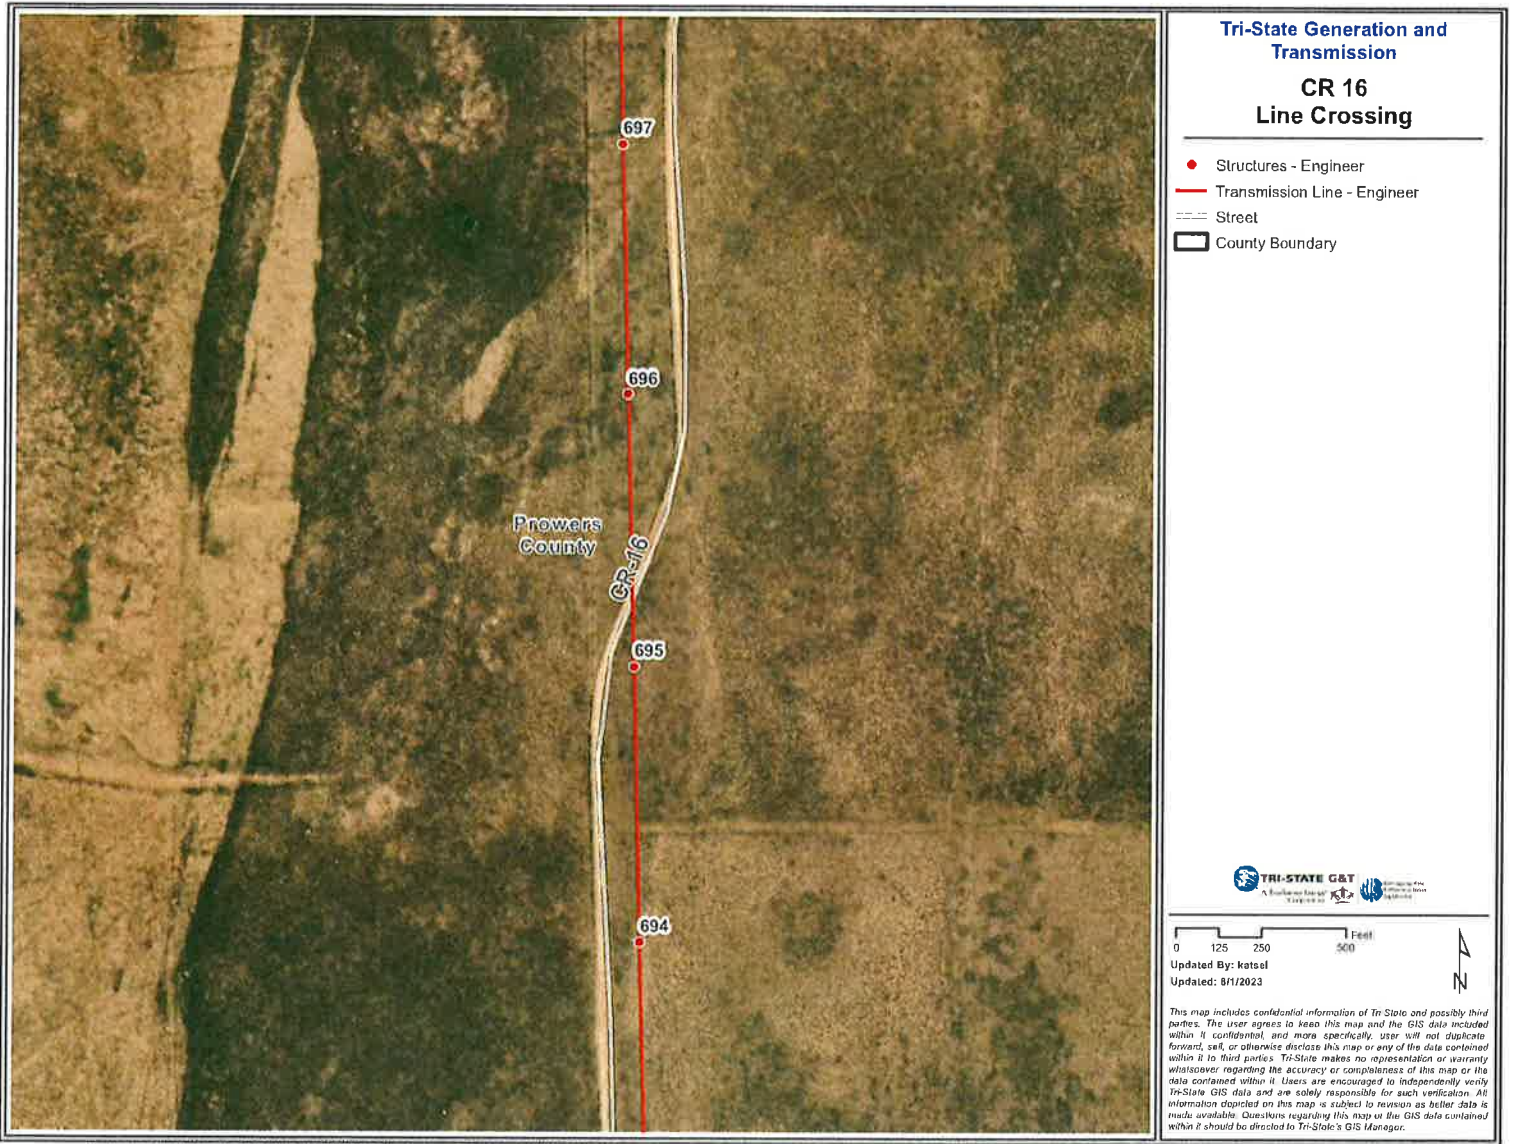 697
696
Prowers
County
CR-16
695
694
Tri-State Generation and
Transmission
CR 16
Line Crossing
Structures - Engineer
Transmission Line - Engineer
Street
County Boundary
TRI-STATE G&T
Feet
0 125 250 500
Updated By: katsel
Updated: 8/1/2023
N
This map includes confidential information of Tri-State and possibly third
parties. The user agrees to keep this map and the GIS data included
within it confidential, and more specifically, user will not duplicate
forward, sell, or otherwise disclose this map or any of the data contained
within it to third parties. Tri-State makes no representation or warranty
whatsoever regarding the accuracy or completeness of this map or the
data contained within it. Users are encouraged to independently verify
Tri-State GIS data and are solely responsible for such verification. All
information depicted on this map is subject to revision as better data is
made available. Questions regarding this map or the GIS data contained
within it should be directed to Tri-State's GIS Manager.